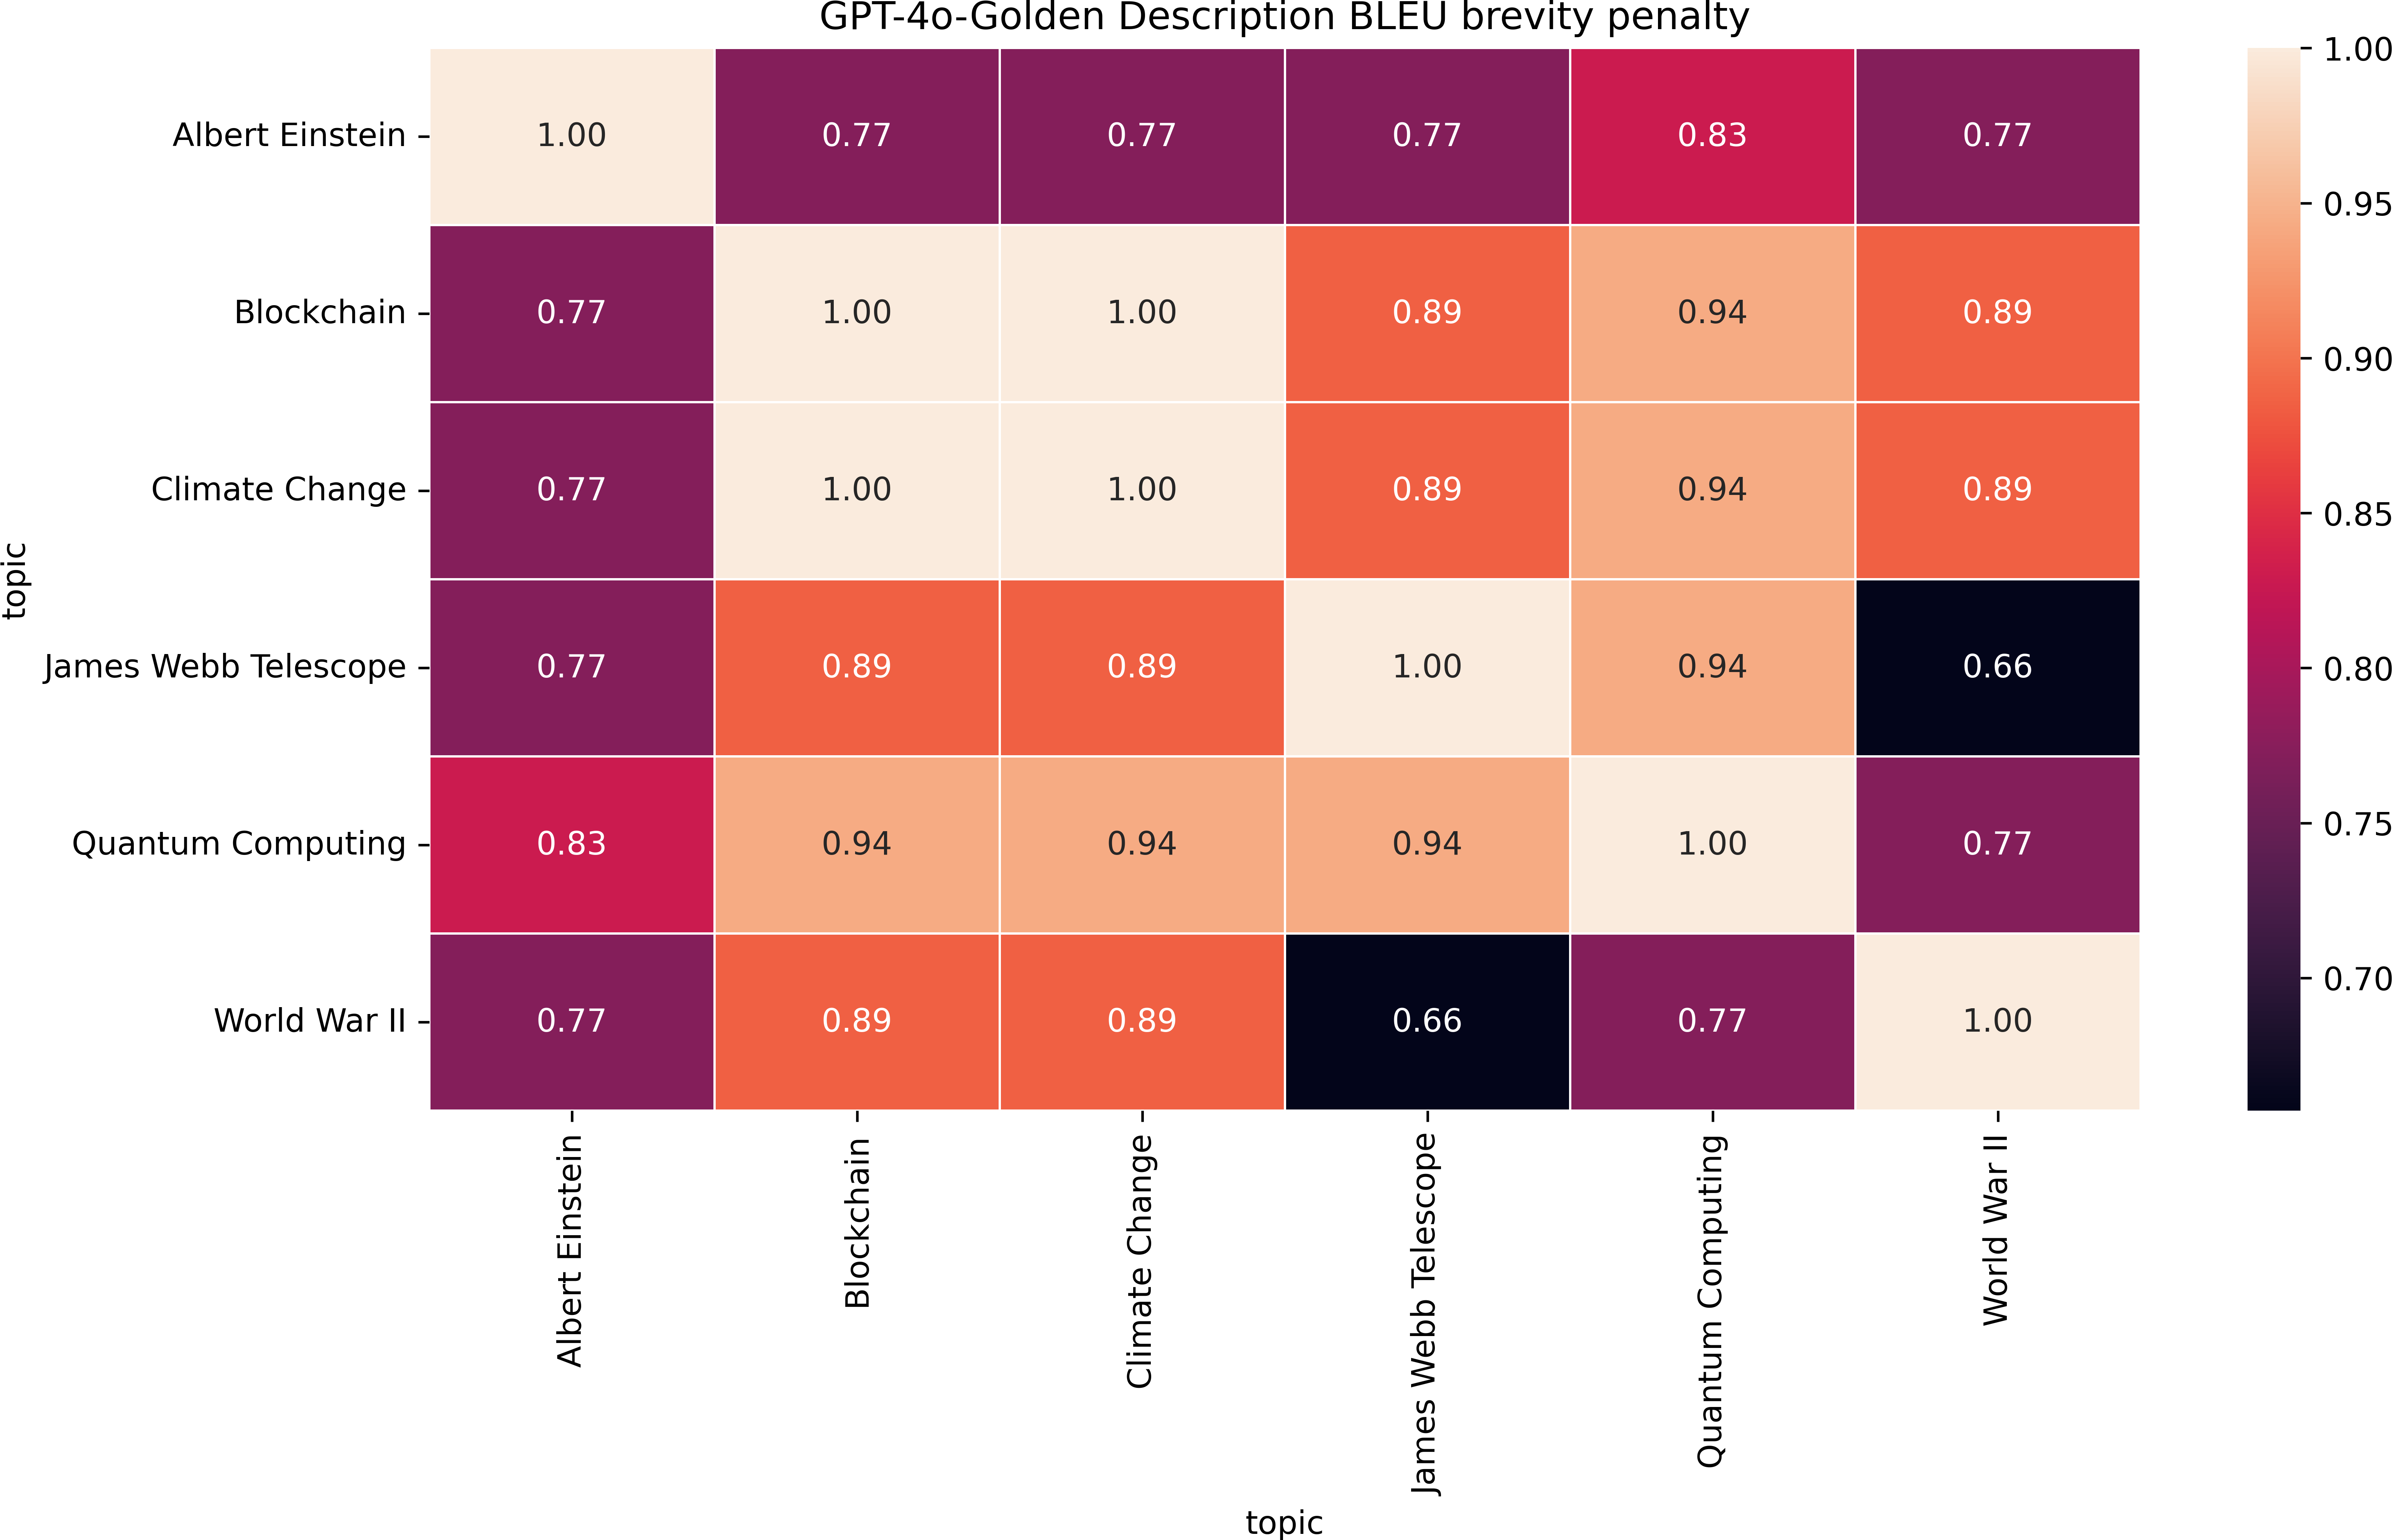 GPT-4o-Golden Description BLEU brevity penalty
topic
Albert Einstein 1.00 0.77 0.77 0.77 0.83 0.77
Blockchain 0.77 1.00 1.00 0.89 0.94 0.89
Climate Change 0.77 1.00 1.00 0.89 0.94 0.89
James Webb Telescope 0.77 0.89 0.89 1.00 0.94 0.66
Quantum Computing 0.83 0.94 0.94 0.94 1.00 0.77
World War II 0.77 0.89 0.89 0.66 0.77 1.00
Albert Einstein
Blockchain
Climate Change
James Webb Telescope
Quantum Computing
World War II
topic
1.00
0.95
0.90
0.85
0.80
0.75
0.70